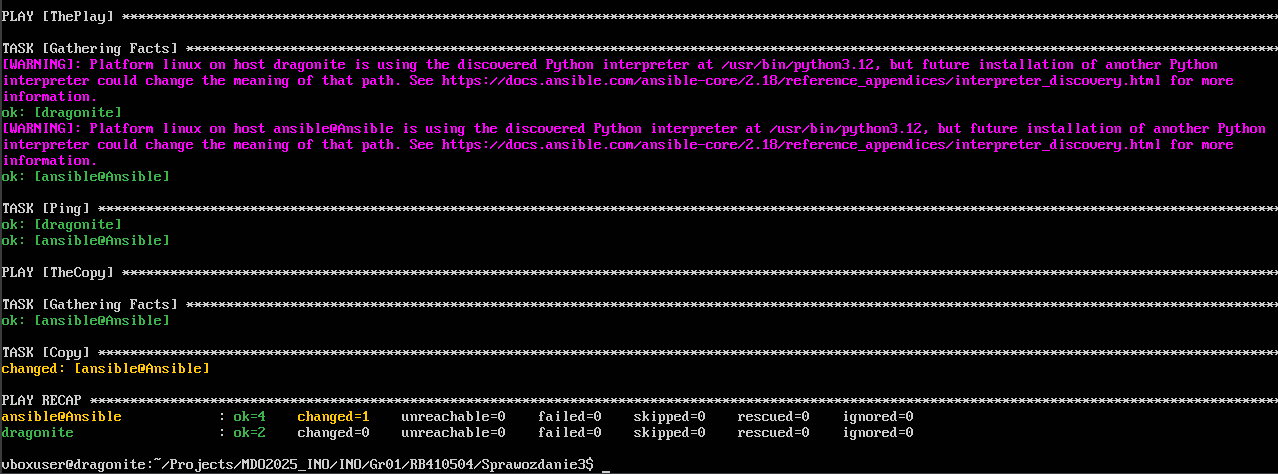 PLAY [ThePlay] ***************************************************************************************************************************************************
TASK [Gathering Facts] *******************************************************************************************************************************************
[WARNING]: Platform linux on host dragonite is using the discovered Python interpreter at /usr/bin/python3.12, but future installation of another Python
interpreter could change the meaning of that path. See https://docs.ansible.com/ansible-core/2.18/reference_appendices/interpreter_discovery.html for more
information.
ok: [dragonite]
[WARNING]: Platform linux on host ansible@Ansible is using the discovered Python interpreter at /usr/bin/python3.12, but future installation of another Python
interpreter could change the meaning of that path. See https://docs.ansible.com/ansible-core/2.18/reference_appendices/interpreter_discovery.html for more
information.
ok: [ansible@Ansible]
TASK [Ping] ******************************************************************************************************************************************************
ok: [dragonite]
ok: [ansible@Ansible]
PLAY [TheCopy] ***************************************************************************************************************************************************
TASK [Gathering Facts] *******************************************************************************************************************************************
ok: [ansible@Ansible]
TASK [Copy] ******************************************************************************************************************************************************
changed: [ansible@Ansible]
PLAY RECAP *******************************************************************************************************************************************************
ansible@Ansible            : ok=4    changed=1    unreachable=0    failed=0    skipped=0    rescued=0    ignored=0
dragonite                  : ok=2    changed=0    unreachable=0    failed=0    skipped=0    rescued=0    ignored=0
vboxuser@dragonite:~/Projects/MDO2025_INO/INO/Gr01/RB410504/Sprawozdanie3$ _